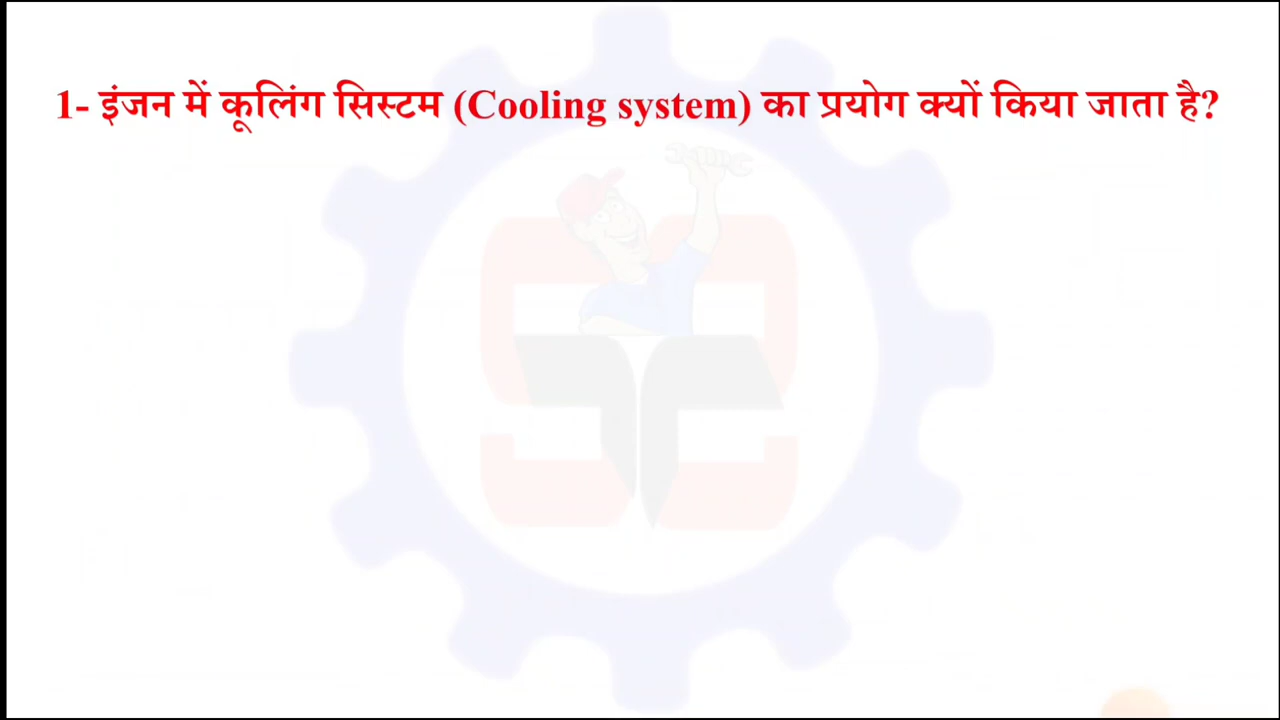 1- इंजन में कूलिंग सिस्टम (Cooling system) का प्रयोग क्यों किया जाता है?